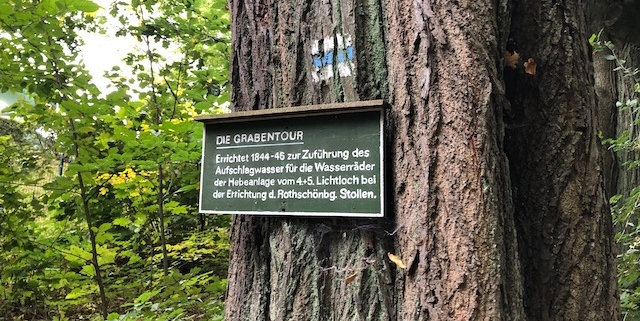 DIE GRABENTOUR
Errichtet 1844-46 zur Zuführung des
Aufschlagwasser für die Wasserräder
der Hebeanlage vom 4.+5. Lichtloch bei
der Errichtung d. Rothschönbg. Stollen.